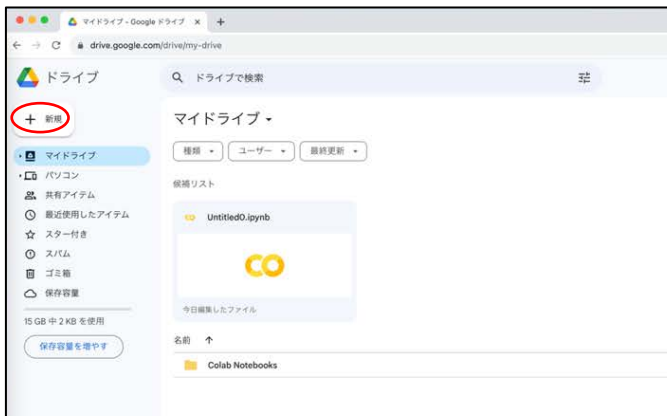 マイドライブ - Google ドライブ
drive.google.com/drive/my-drive
ドライブ
ドライブで検索
新規
マイドライブ
パソコン
共有アイテム
最近使用したアイテム
スター付き
スパム
ゴミ箱
保存容量
15 GB 中 2 KB を使用
保存容量を増やす
マイドライブ
種類
ユーザー
最終更新
候補リスト
Untitled0.ipynb
今日編集したファイル
名前
Colab Notebooks